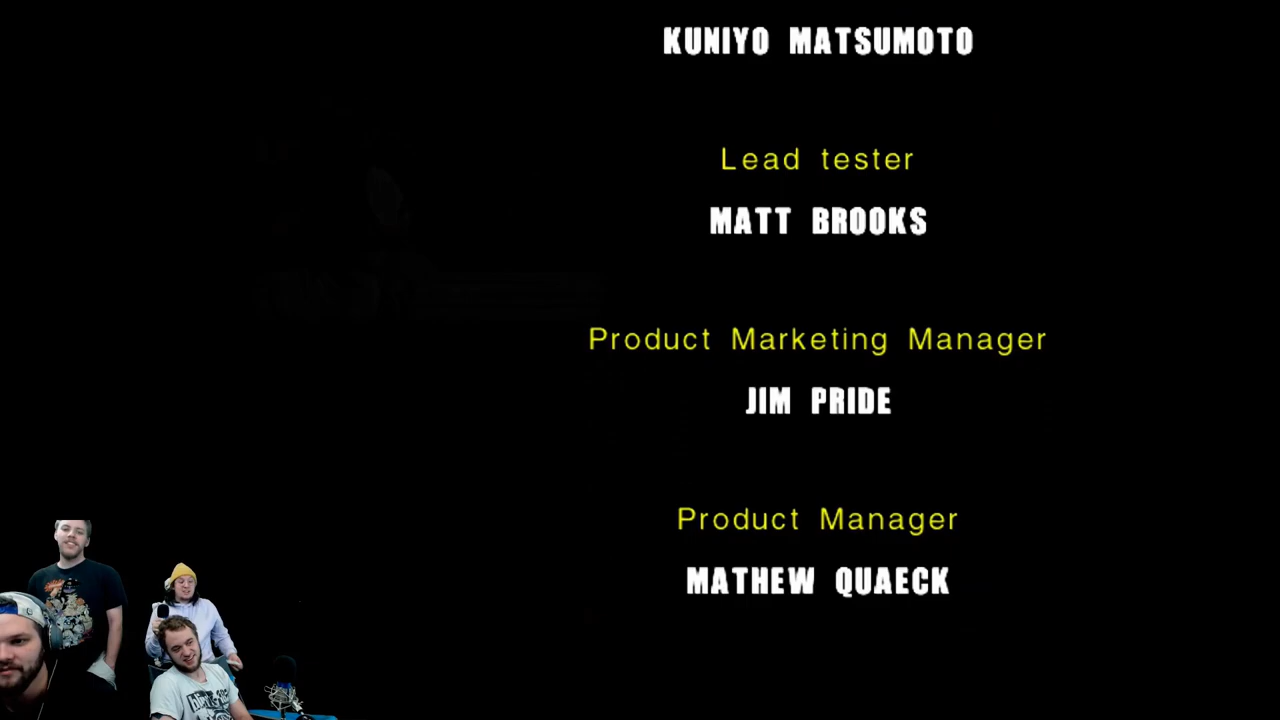 KUNIYO MATSUMOTO
Lead tester
MATT BROOKS
Product Marketing Manager
JIM PRIDE
Product Manager
MATHEW QUAECK